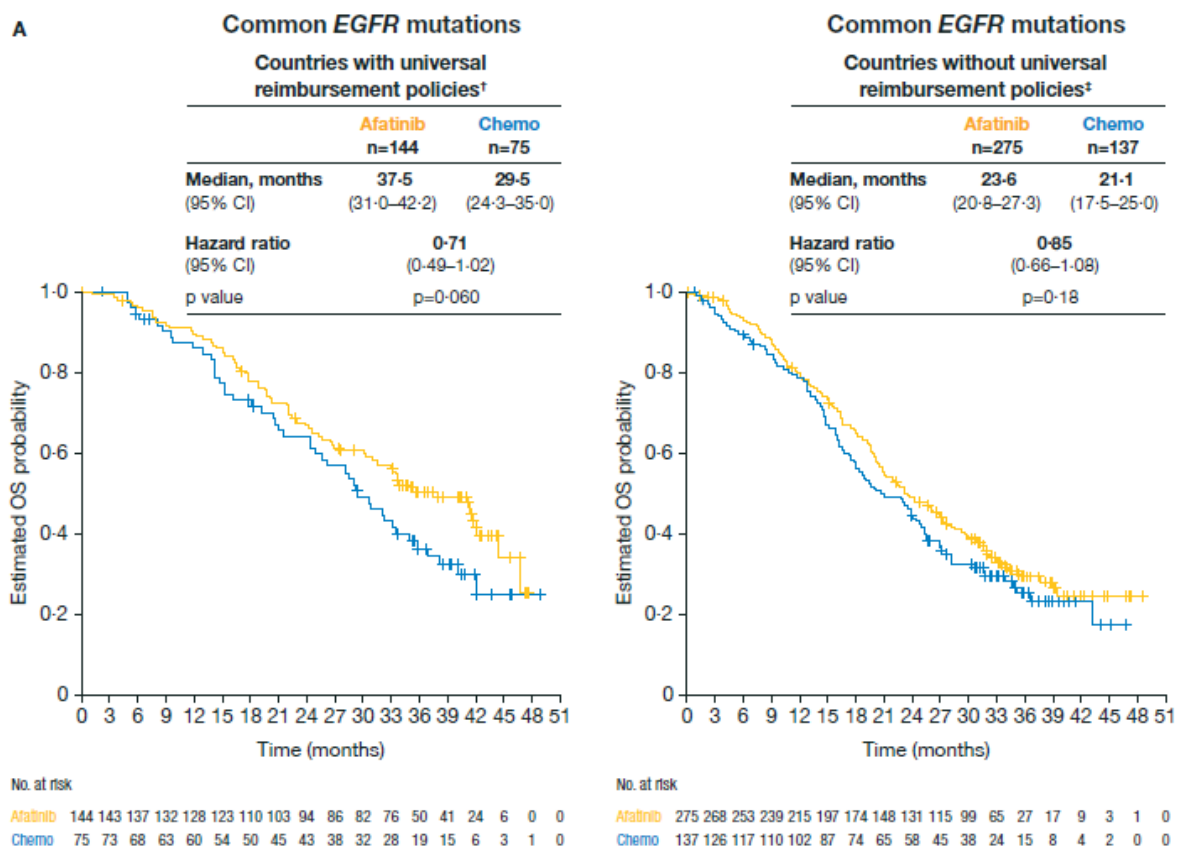 A
Common EGFR mutations
Countries with universal
reimbursement policies†
Afatinib Chemo
n=144 n=75
Median, months 37·5 29·5
(95% CI) (31·0–42·2) (24·3–35·0)
Hazard ratio 0·71
(95% CI) (0·49–1·02)
p value p=0·060
Estimated OS probability
1·0
0·8
0·6
0·4
0·2
0
0 3 6 9 12 15 18 21 24 27 30 33 36 39 42 45 48 51
Time (months)
No. at risk
Afatinib 144 143 137 132 128 123 110 103 94 86 82 76 50 41 24 6 0 0
Chemo 75 73 68 63 60 54 50 45 43 38 32 28 19 15 6 3 1 0
Common EGFR mutations
Countries without universal
reimbursement policies‡
Afatinib Chemo
n=275 n=137
Median, months 23·6 21·1
(95% CI) (20·8–27·3) (17·5–25·0)
Hazard ratio 0·85
(95% CI) (0·66–1·08)
p value p=0·18
Estimated OS probability
1·0
0·8
0·6
0·4
0·2
0
0 3 6 9 12 15 18 21 24 27 30 33 36 39 42 45 48 51
Time (months)
No. at risk
Afatinib 275 268 253 239 215 197 174 148 131 115 99 65 27 17 9 3 1 0
Chemo 137 126 117 110 102 87 74 65 58 45 38 24 15 8 4 2 0 0